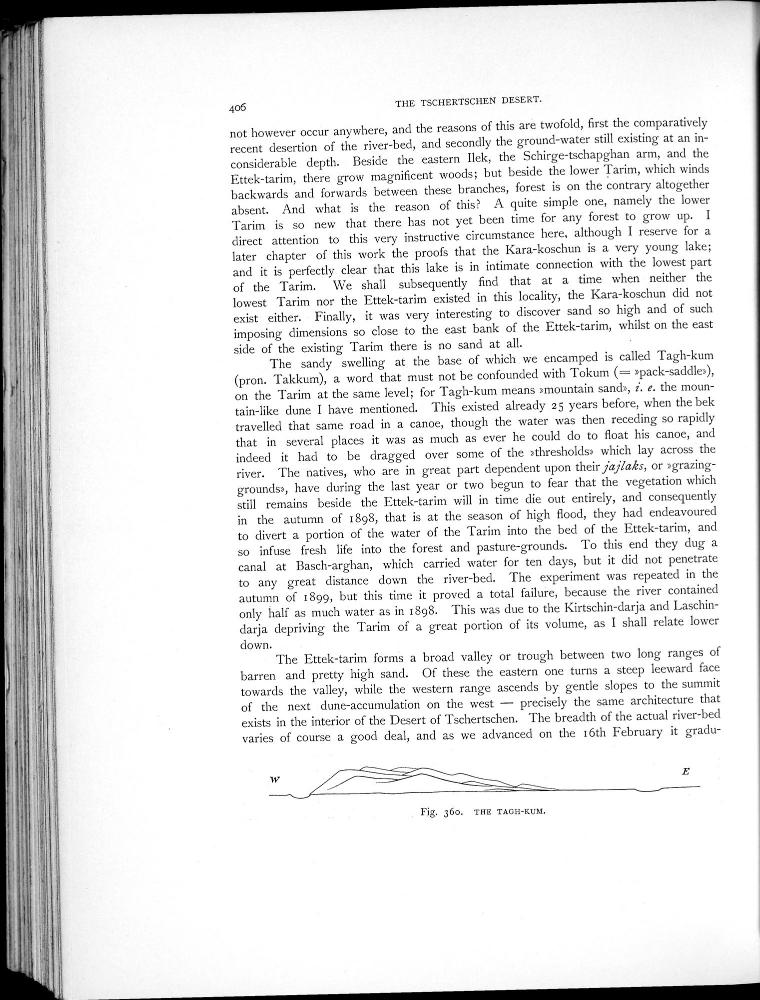 406
THE TSCHERTSCHEN DESERT.
not however occur anywhere, and the reasons of this are twofold, first the comparatively
recent desertion of the river-bed, and secondly the ground-water still existing at an in-
considerable depth. Beside the eastern Ilek, the Schirge-tschapghan arm, and the
Ettek-tarim, there grow magnificent woods; but beside the lower Tarim, which winds
backwards and forwards between these branches, forest is on the contrary altogether
absent. And what is the reason of this? A quite simple one, namely the lower
Tarim is so new that there has not yet been time for any forest to grow up. I
direct attention to this very instructive circumstance here, although I reserve for a
later chapter of this work the proofs that the Kara-koschun is a very young lake;
and it is perfectly clear that this lake is in intimate connection with the lowest part
of the Tarim. We shall subsequently find that at a time when neither the
lowest Tarim nor the Ettek-tarim existed in this locality, the Kara-koschun did not
exist either. Finally, it was very interesting to discover sand so high and of such
imposing dimensions so close to the east bank of the Ettek-tarim, whilst on the east
side of the existing Tarim there is no sand at all.
The sandy swelling at the base of which we encamped is called Tagh-kum
(pron. Takkum), a word that must not be confounded with Tokum (= »pack-saddle»),
on the Tarim at the same level; for Tagh-kum means »mountain sand», i. e. the moun-
tain-like dune I have mentioned. This existed already 25 years before, when the bek
travelled that same road in a canoe, though the water was then receding so rapidly
that in several places it was as much as ever he could do to float his canoe, and
indeed it had to be dragged over some of the »thresholds» which lay across the
river. The natives, who are in great part dependent upon their jajlaks, or »grazing-
grounds», have during the last year or two begun to fear that the vegetation which
still remains beside the Ettek-tarim will in time die out entirely, and consequently
in the autumn of 1898, that is at the season of high flood, they had endeavoured
to divert a portion of the water of the Tarim into the bed of the Ettek-tarim, and
so infuse fresh life into the forest and pasture-grounds. To this end they dug a
canal at Basch-arghan, which carried water for ten days, but it did not penetrate
to any great distance down the river-bed. The experiment was repeated in the
autumn of 1899, but this time it proved a total failure, because the river contained
only half as much water as in 1898. This was due to the Kirtschin-darja and Laschin-
darja depriving the Tarim of a great portion of its volume, as I shall relate lower
down.
The Ettek-tarim forms a broad valley or trough between two long ranges of
barren and pretty high sand. Of these the eastern one turns a steep leeward face
towards the valley, while the western range ascends by gentle slopes to the summit
of the next dune-accumulation on the west — precisely the same architecture that
exists in the interior of the Desert of Tschertschen. The breadth of the actual river-bed
varies of course a good deal, and as we advanced on the 16th February it gradu-
W
E
Fig. 360. THE TAGH-KUM.